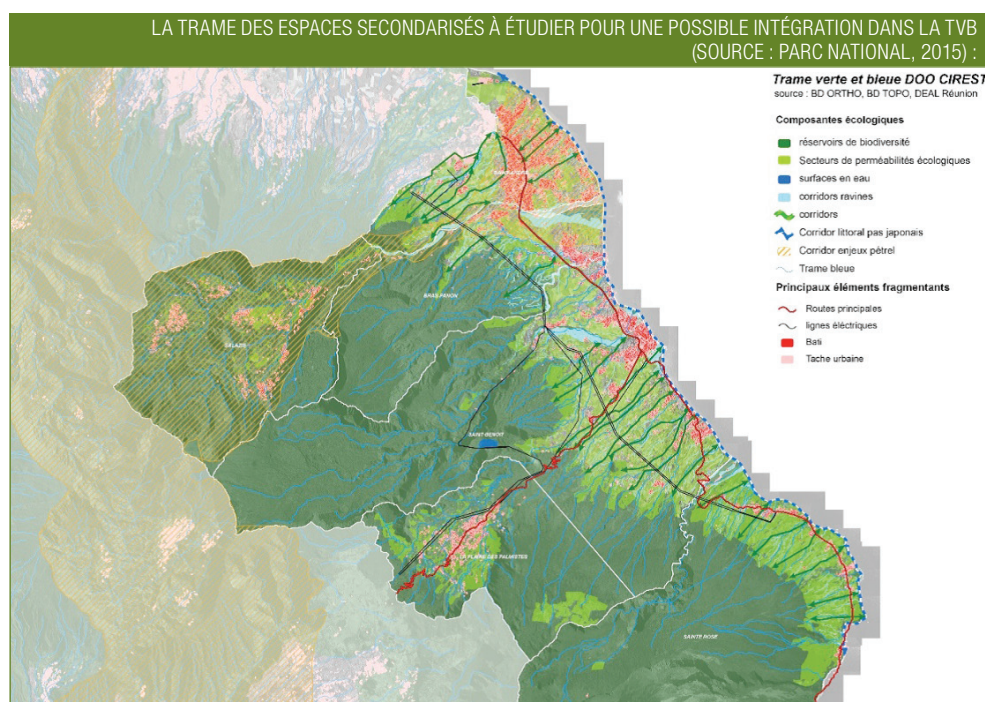 LA TRAME DES ESPACES SECONDARISÉS À ÉTUDIER POUR UNE POSSIBLE INTÉGRATION DANS LA TVB
(SOURCE : PARC NATIONAL, 2015) :
Trame verte et bleue DOO CIREST
source : BD ORTHO, BD TOPO, DEAL Réunion
Composantes écologiques
réservoirs de biodiversité
Secteurs de perméabilités écologiques
surfaces en eau
corridors ravines
corridors
Corridor littoral pas japonais
Corridor enjeux pétrel
Trame bleue
Principaux éléments fragmentants
Routes principales
lignes éléctriques
Bati
Tache urbaine
BRAS-PANON
SALAZIE
SAINT-BENOIT
LA PLAINE DES PALMISTES
SAINTE ROSE